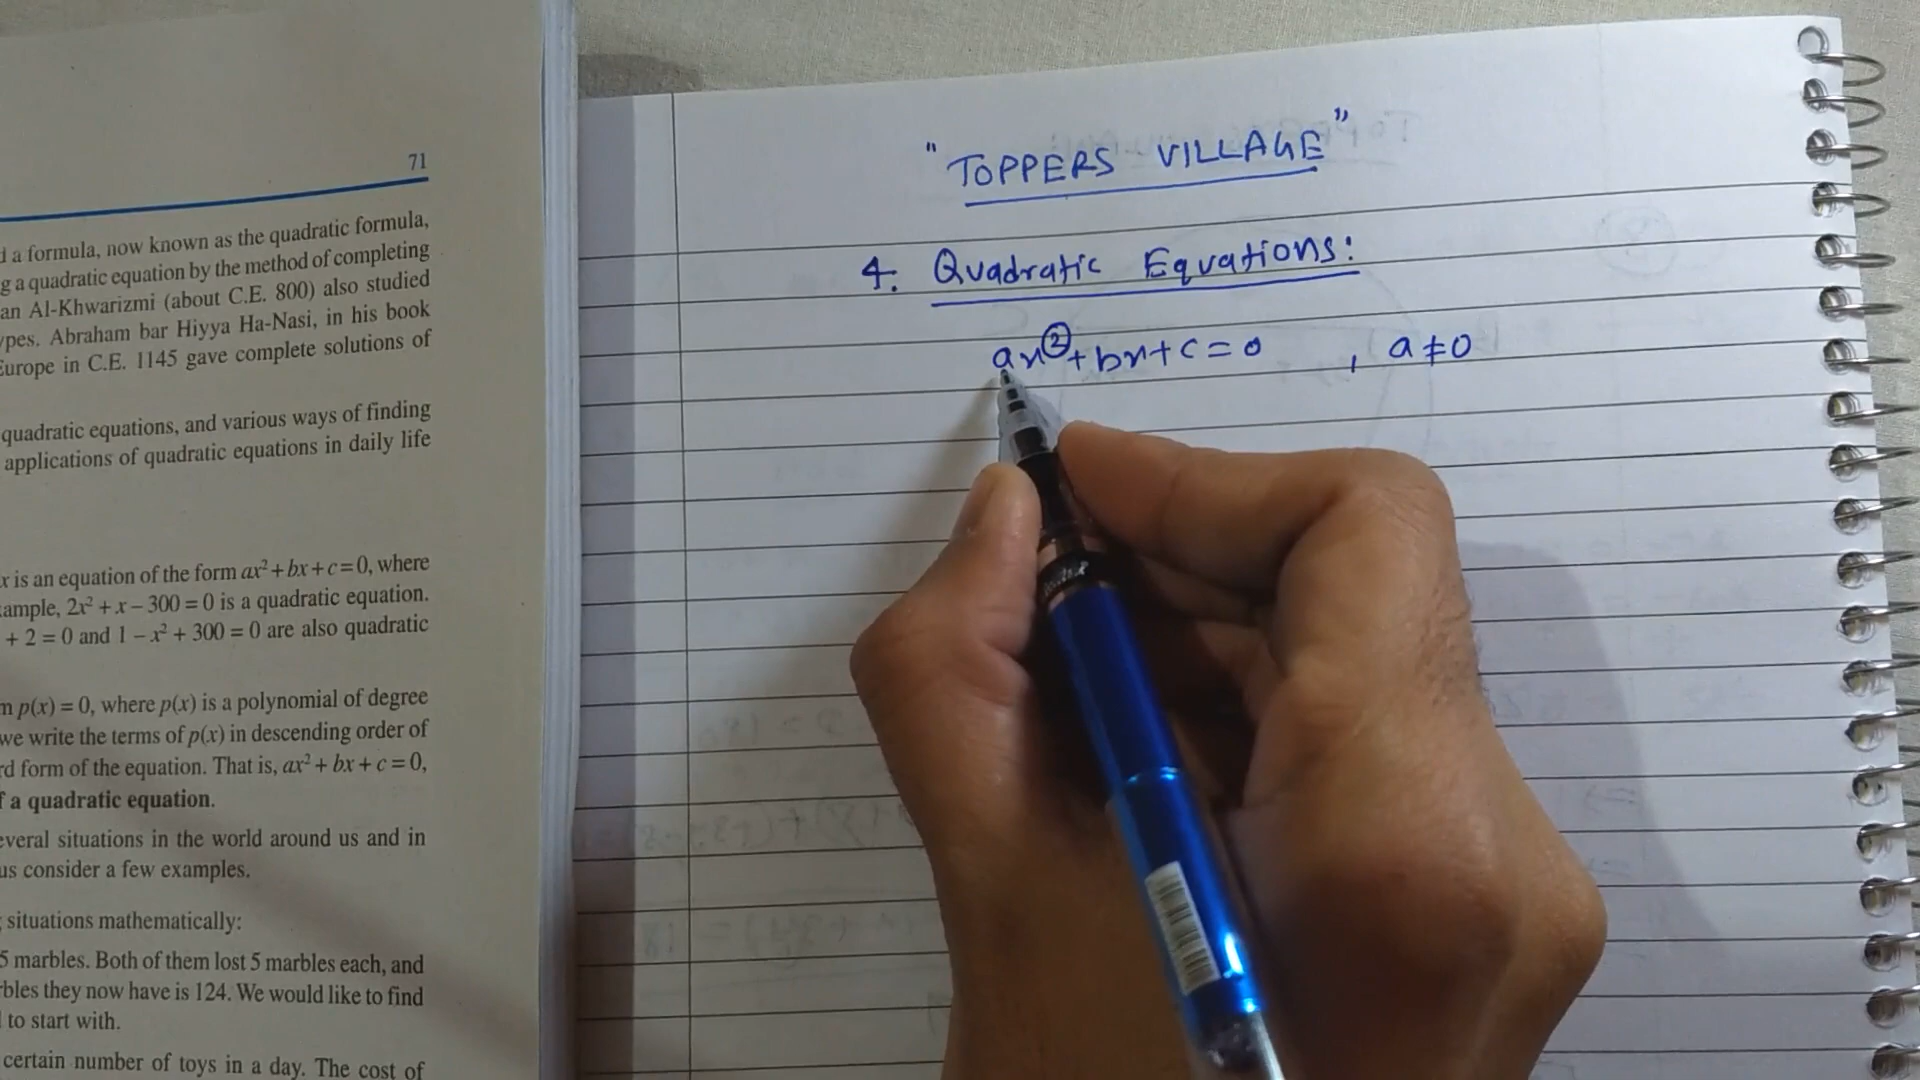 71
a formula, now known as the quadratic formula,
a quadratic equation by the method of completing
an Al-Khwarizmi (about C.E. 800) also studied
Abraham bar Hiyya Ha-Nasi, in his book
in C.E. 1145 gave complete solutions of
quadratic equations, and various ways of finding
applications of quadratic equations in daily life
x is an equation of the form ax²+bx+c=0, where
2x² + x – 300 = 0 is a quadratic equation.
+ 2 = 0 and 1 – x² + 300 = 0 are also quadratic
p(x) = 0, where p(x) is a polynomial of degree
we write the terms of p(x) in descending order of
form of the equation. That is, ax² + bx + c = 0,
a quadratic equation.
situations in the world around us and in
us consider a few examples.
situations mathematically:
5 marbles. Both of them lost 5 marbles each, and
they now have is 124. We would like to find
to start with.
certain number of toys in a day. The cost of
"TOPPERS VILLAGE"
4. Quadratic Equations:
ax²+bx+c=0 , a≠0